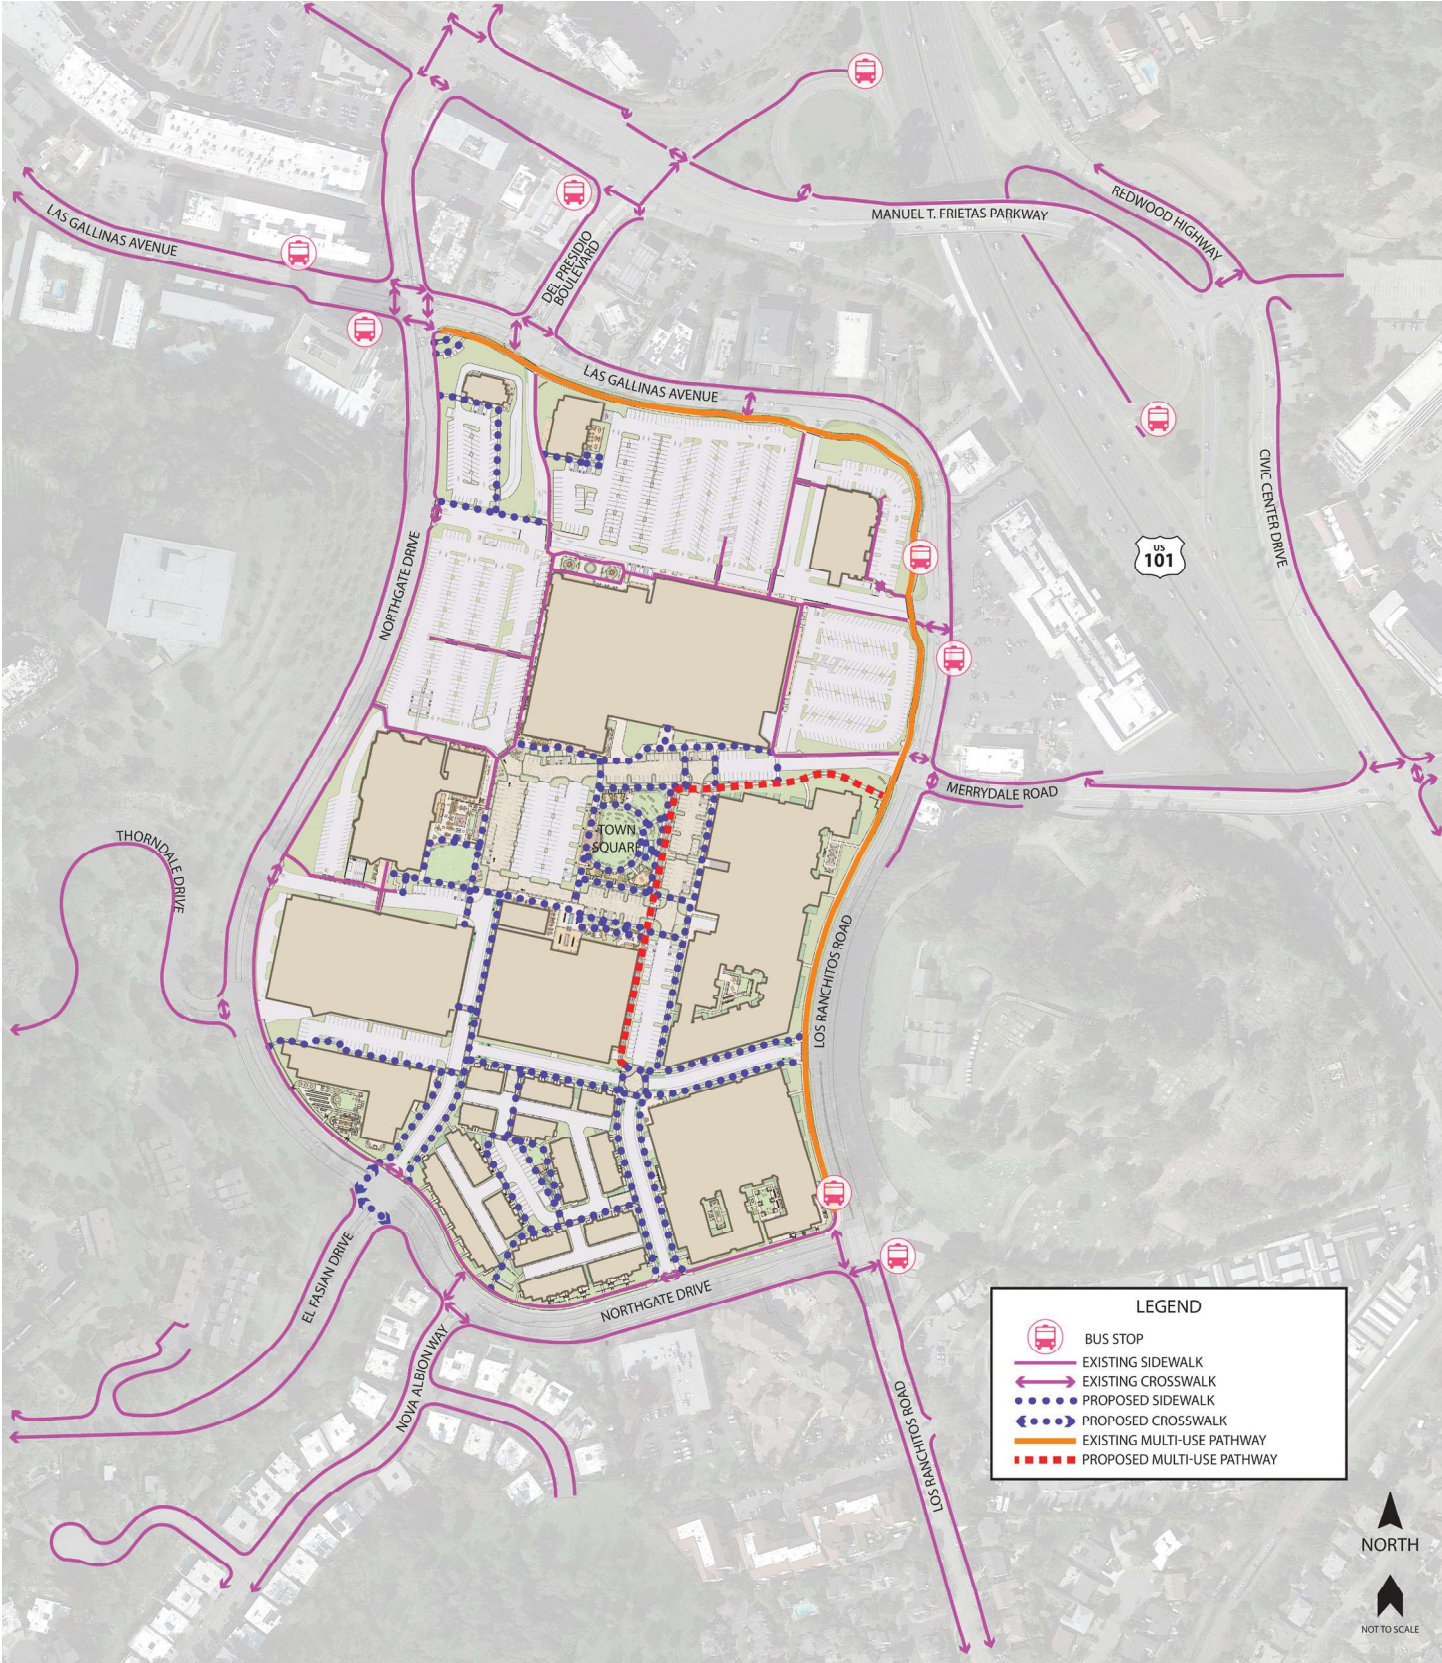 MANUEL T. FRIETAS PARKWAY
REDWOOD HIGHWAY
LAS GALLINAS AVENUE
DEL PRESIDIO
BOULEVARD
LAS GALLINAS AVENUE
CIVIC CENTER DRIVE
US
101
NORTHGATE DRIVE
MERRYDALE ROAD
THORNDALE DRIVE
TOWN
SQUARE
LOS RANCHITOS ROAD
EL FASIAN DRIVE
NORTHGATE DRIVE
NOVA ALBION WAY
LOS RANCHITOS ROAD
LEGEND
BUS STOP
EXISTING SIDEWALK
EXISTING CROSSWALK
PROPOSED SIDEWALK
PROPOSED CROSSWALK
EXISTING MULTI-USE PATHWAY
PROPOSED MULTI-USE PATHWAY
NORTH
NOT TO SCALE